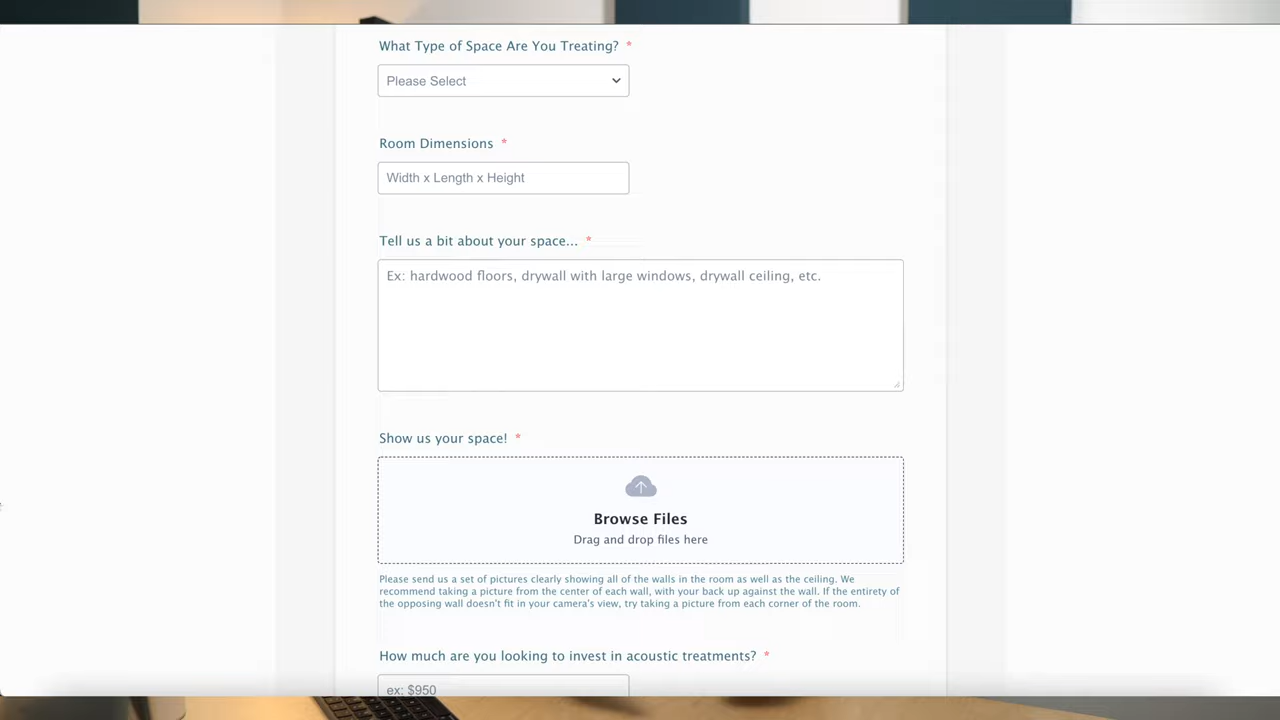 What Type of Space Are You Treating? *
Please Select
Room Dimensions *
Width x Length x Height
Tell us a bit about your space... *
Ex: hardwood floors, drywall with large windows, drywall ceiling, etc.
Show us your space! *
Browse Files
Drag and drop files here
Please send us a set of pictures clearly showing all of the walls in the room as well as the ceiling. We
recommend taking a picture from the center of each wall, with your back up against the wall. If the entirety of
the opposing wall doesn't fit in your camera's view, try taking a picture from each corner of the room.
How much are you looking to invest in acoustic treatments? *
ex: $950